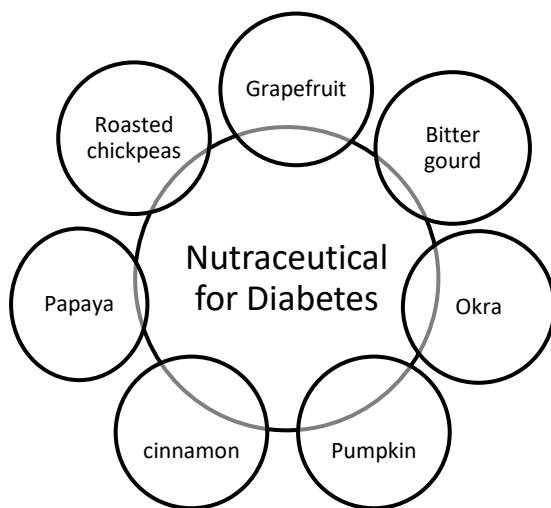 Grapefruit
Bitter
gourd
Okra
Pumpkin
cinnamon
Papaya
Roasted
chickpeas
Nutraceutical
for Diabetes